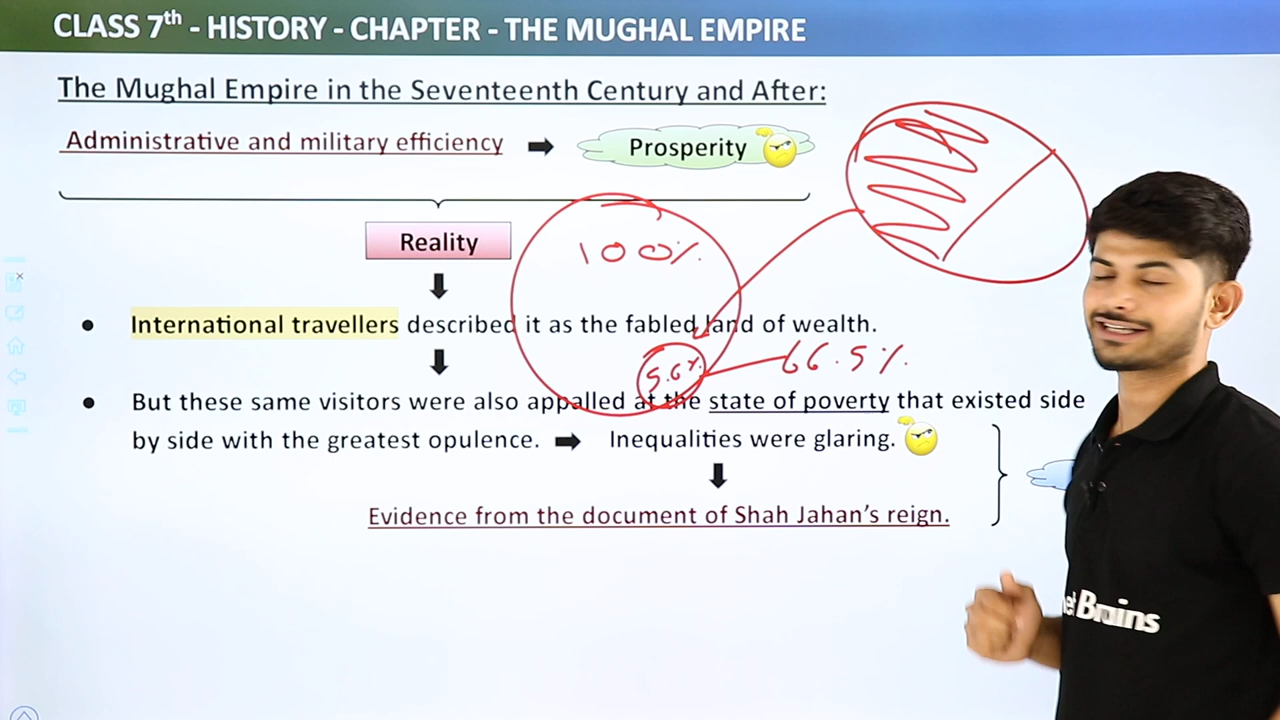 CLASS 7th - HISTORY - CHAPTER - THE MUGHAL EMPIRE
The Mughal Empire in the Seventeenth Century and After:
Administrative and military efficiency ➡ Prosperity
Reality
100%
• International travellers described it as the fabled land of wealth.
5.6% 66.5%
• But these same visitors were also appalled at the state of poverty that existed side
by side with the greatest opulence. ➡ Inequalities were glaring.
Evidence from the document of Shah Jahan's reign.
et Brains